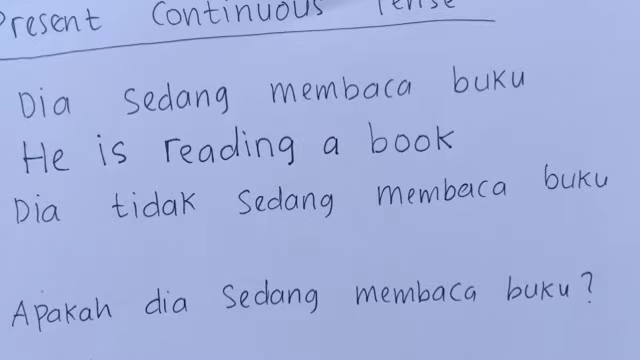 Present Continuous Tense
Dia sedang membaca buku
He is reading a book
Dia tidak sedang membaca buku
Apakah dia sedang membaca buku?